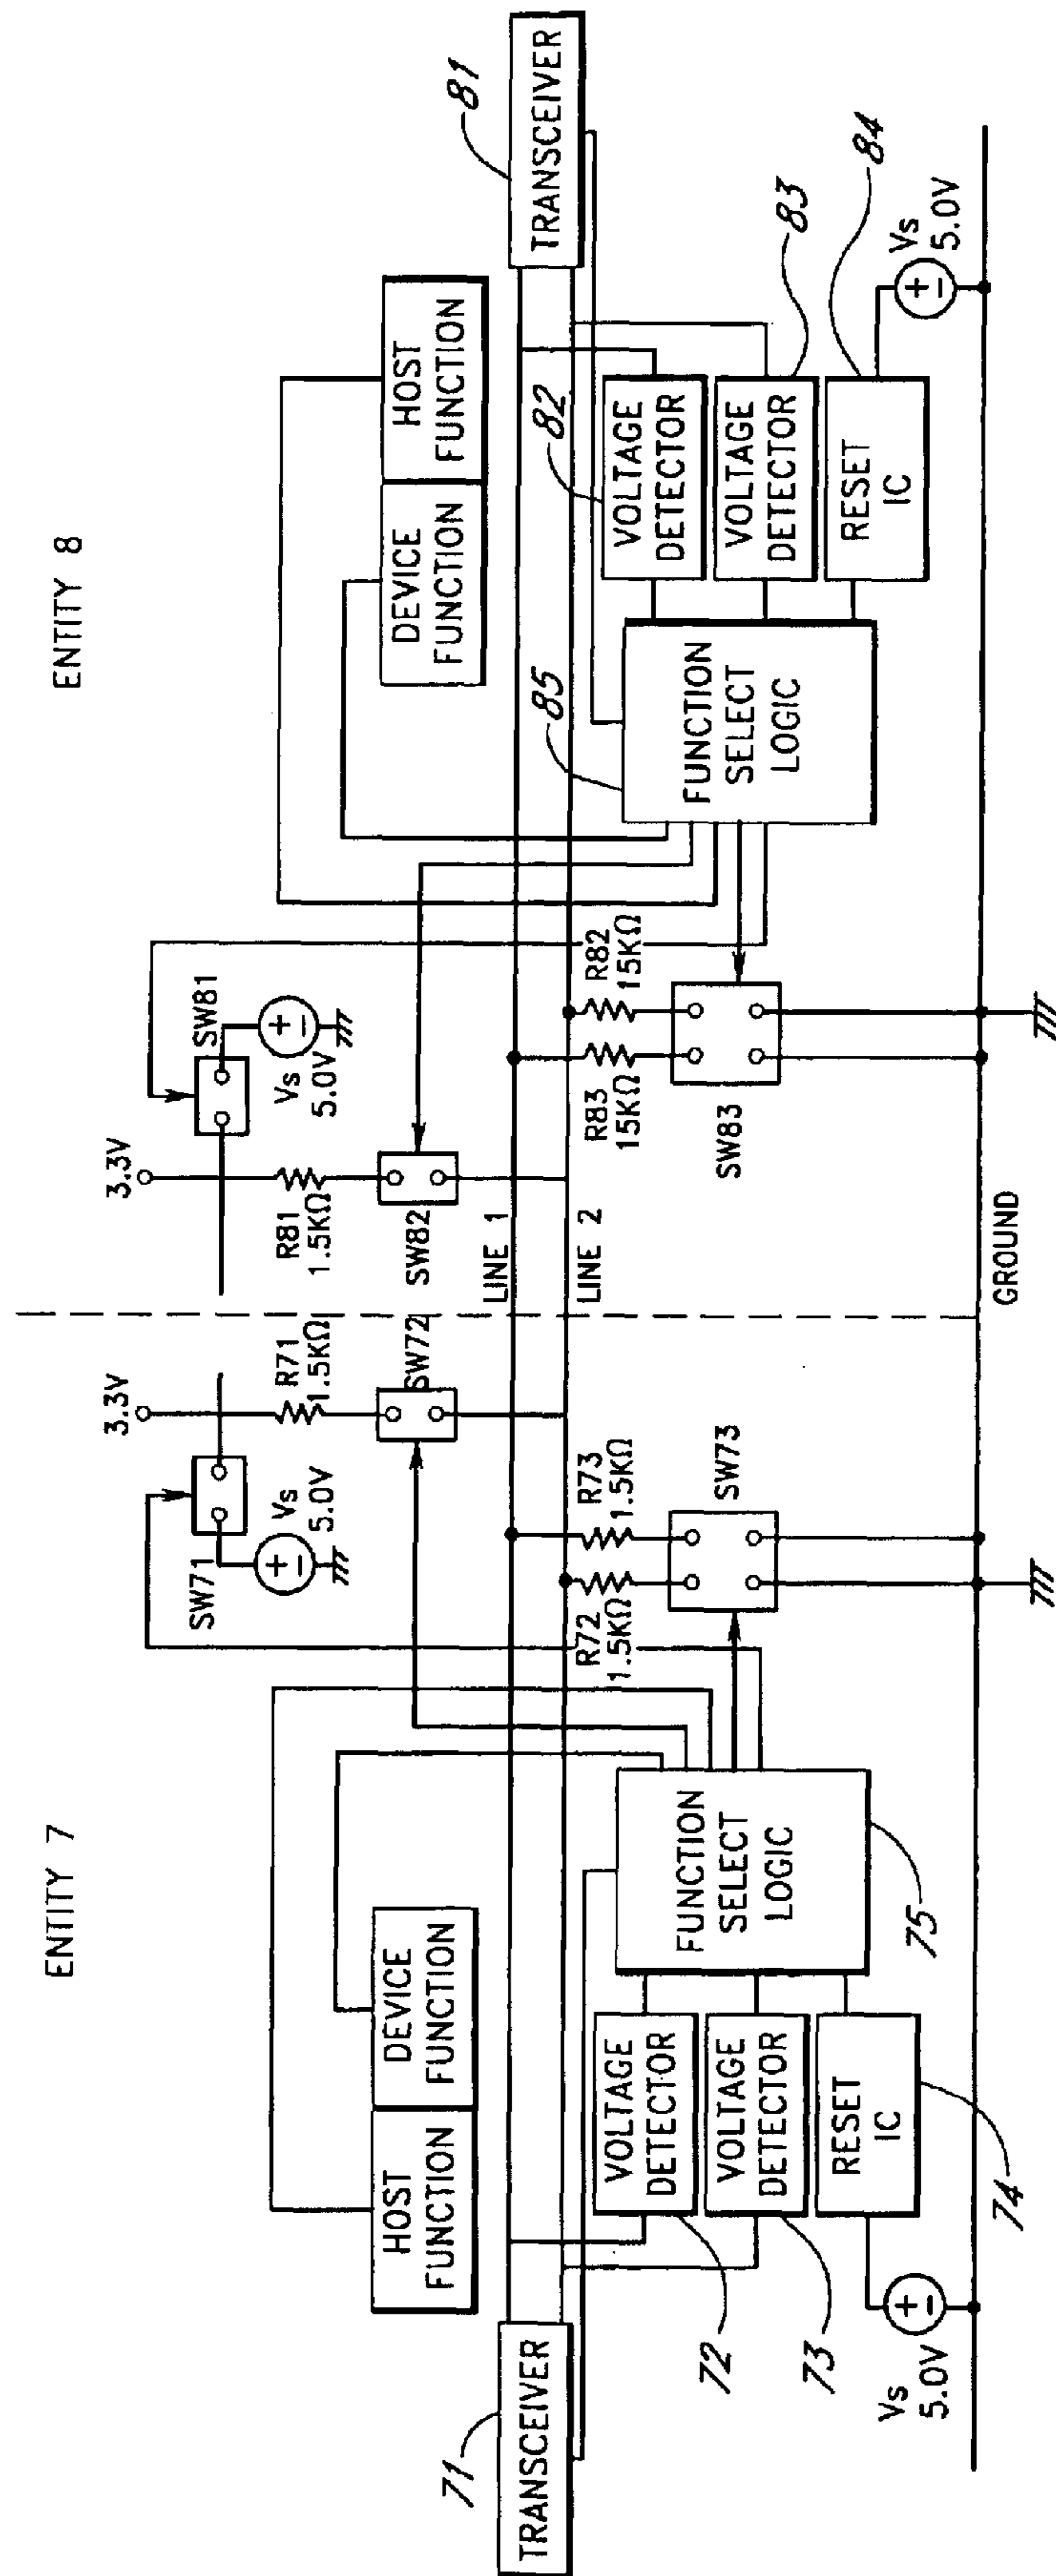 ENTITY 7
ENTITY 8
HOST
FUNCTION
DEVICE
FUNCTION
SW71
Vs
5.0V
3.3V
R71
1.5KΩ
SW72
3.3V
R81
1.5KΩ
SW82
SW81
Vs
5.0V
DEVICE
FUNCTION
HOST
FUNCTION
71
TRANSCEIVER
LINE 1
LINE 2
81
TRANSCEIVER
72
VOLTAGE
DETECTOR
73
VOLTAGE
DETECTOR
74
RESET
IC
Vs
5.0V
FUNCTION
SELECT
LOGIC
75
R72
1.5KΩ
R73
1.5KΩ
SW73
R83
15KΩ
R82
15KΩ
SW83
85
FUNCTION
SELECT
LOGIC
82
VOLTAGE
DETECTOR
83
VOLTAGE
DETECTOR
84
RESET
IC
Vs
5.0V
GROUND